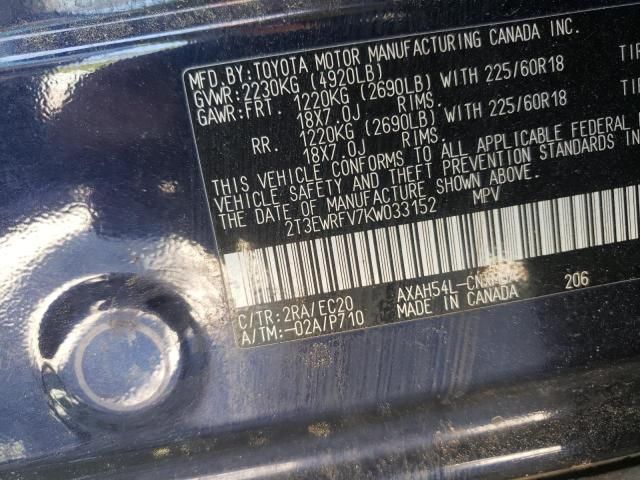 MFD. BY: TOYOTA MOTOR MANUFACTURING CANADA INC.
GVWR: 2230KG (4920LB)
GAWR: FRT. 1220KG (2690LB) WITH 225/60R18 TIR
18X7.0J RIMS,
RR. 1220KG (2690LB) WITH 225/60R18 TIR
18X7.0J RIMS,
THIS VEHICLE CONFORMS TO ALL APPLICABLE FEDERAL
VEHICLE SAFETY AND THEFT PREVENTION STANDARDS IN
THE DATE OF MANUFACTURE SHOWN ABOVE.
2T3EWRFV7KW033152 MPV
C/TR: 2RA/EC20 AXAH54L- 206
A/TM: -02A/P710 MADE IN CANADA